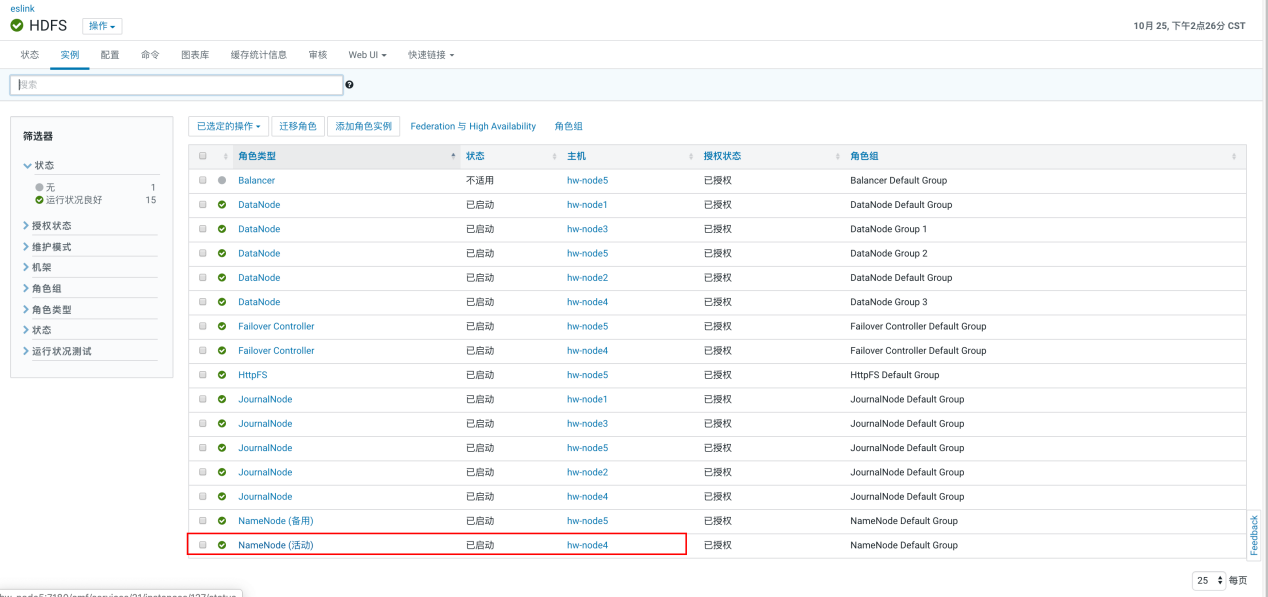 eslink
HDFS 操作
10月 25, 下午2点26分 CST
状态 实例 配置 命令 图表库 缓存统计信息 审核 Web UI 快速链接
搜索
筛选器
状态
无 1
运行状况良好 15
授权状态
维护模式
机架
角色组
角色类型
状态
运行状况测试
已选定的操作 迁移角色 添加角色实例 Federation 与 High Availability 角色组
角色类型 状态 主机 授权状态 角色组
Balancer 不适用 hw-node5 已授权 Balancer Default Group
DataNode 已启动 hw-node1 已授权 DataNode Default Group
DataNode 已启动 hw-node3 已授权 DataNode Group 1
DataNode 已启动 hw-node5 已授权 DataNode Group 2
DataNode 已启动 hw-node2 已授权 DataNode Default Group
DataNode 已启动 hw-node4 已授权 DataNode Group 3
Failover Controller 已启动 hw-node5 已授权 Failover Controller Default Group
Failover Controller 已启动 hw-node4 已授权 Failover Controller Default Group
HttpFS 已启动 hw-node5 已授权 HttpFS Default Group
JournalNode 已启动 hw-node1 已授权 JournalNode Default Group
JournalNode 已启动 hw-node3 已授权 JournalNode Default Group
JournalNode 已启动 hw-node5 已授权 JournalNode Default Group
JournalNode 已启动 hw-node2 已授权 JournalNode Default Group
JournalNode 已启动 hw-node4 已授权 JournalNode Default Group
NameNode (备用) 已启动 hw-node5 已授权 NameNode Default Group
NameNode (活动) 已启动 hw-node4 已授权 NameNode Default Group
Feedback
25 每页